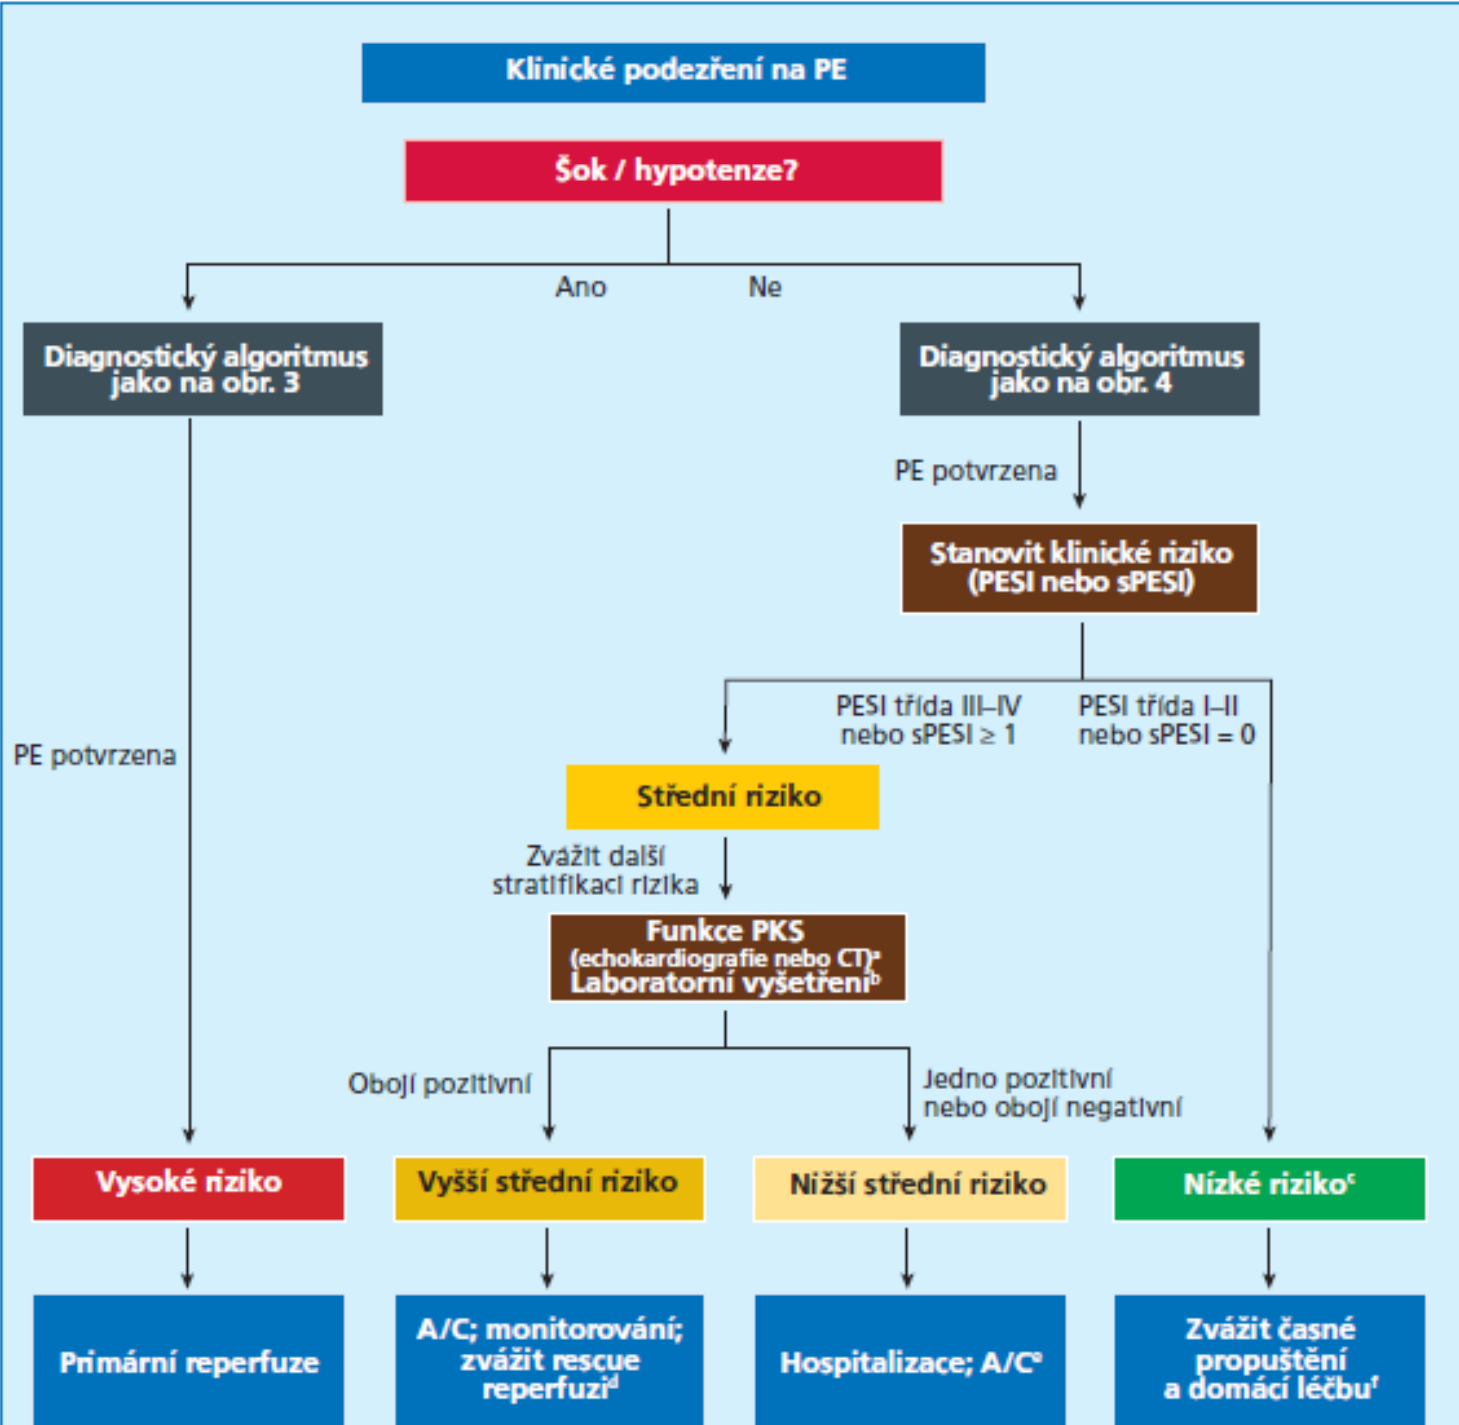 Klinické podezření na PE
Šok / hypotenze?
Ano
Ne
Diagnostický algoritmus
jako na obr. 3
Diagnostický algoritmus
jako na obr. 4
PE potvrzena
Stanovit klinické riziko
(PESI nebo sPESI)
PESI třída III–IV
nebo sPESI ≥ 1
PESI třída I–II
nebo sPESI = 0
PE potvrzena
Střední riziko
Zvážit další
stratifikaci rizika
Funkce PKS
(echokardiografie nebo CT)ᵃ
Laboratorní vyšetřeníᵇ
Obojí pozitivní
Jedno pozitivní
nebo obojí negativní
Vysoké riziko
Vyšší střední riziko
Nižší střední riziko
Nízké rizikoᶜ
Primární reperfuze
A/C; monitorování;
zvážit rescue
reperfuziᵈ
Hospitalizace; A/Cᵉ
Zvážit časné
propuštění
a domácí léčbuᶠ